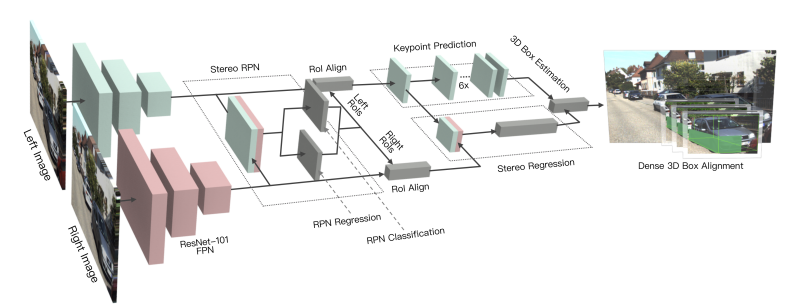 Left Image
Right Image
ResNet-101
FPN
Stereo RPN
RoI Align
Left
RoIs
Right
RoIs
RoI Align
RPN Regression
RPN Classification
Keypoint Prediction
6x
3D Box Estimation
Stereo Regression
Dense 3D Box Alignment